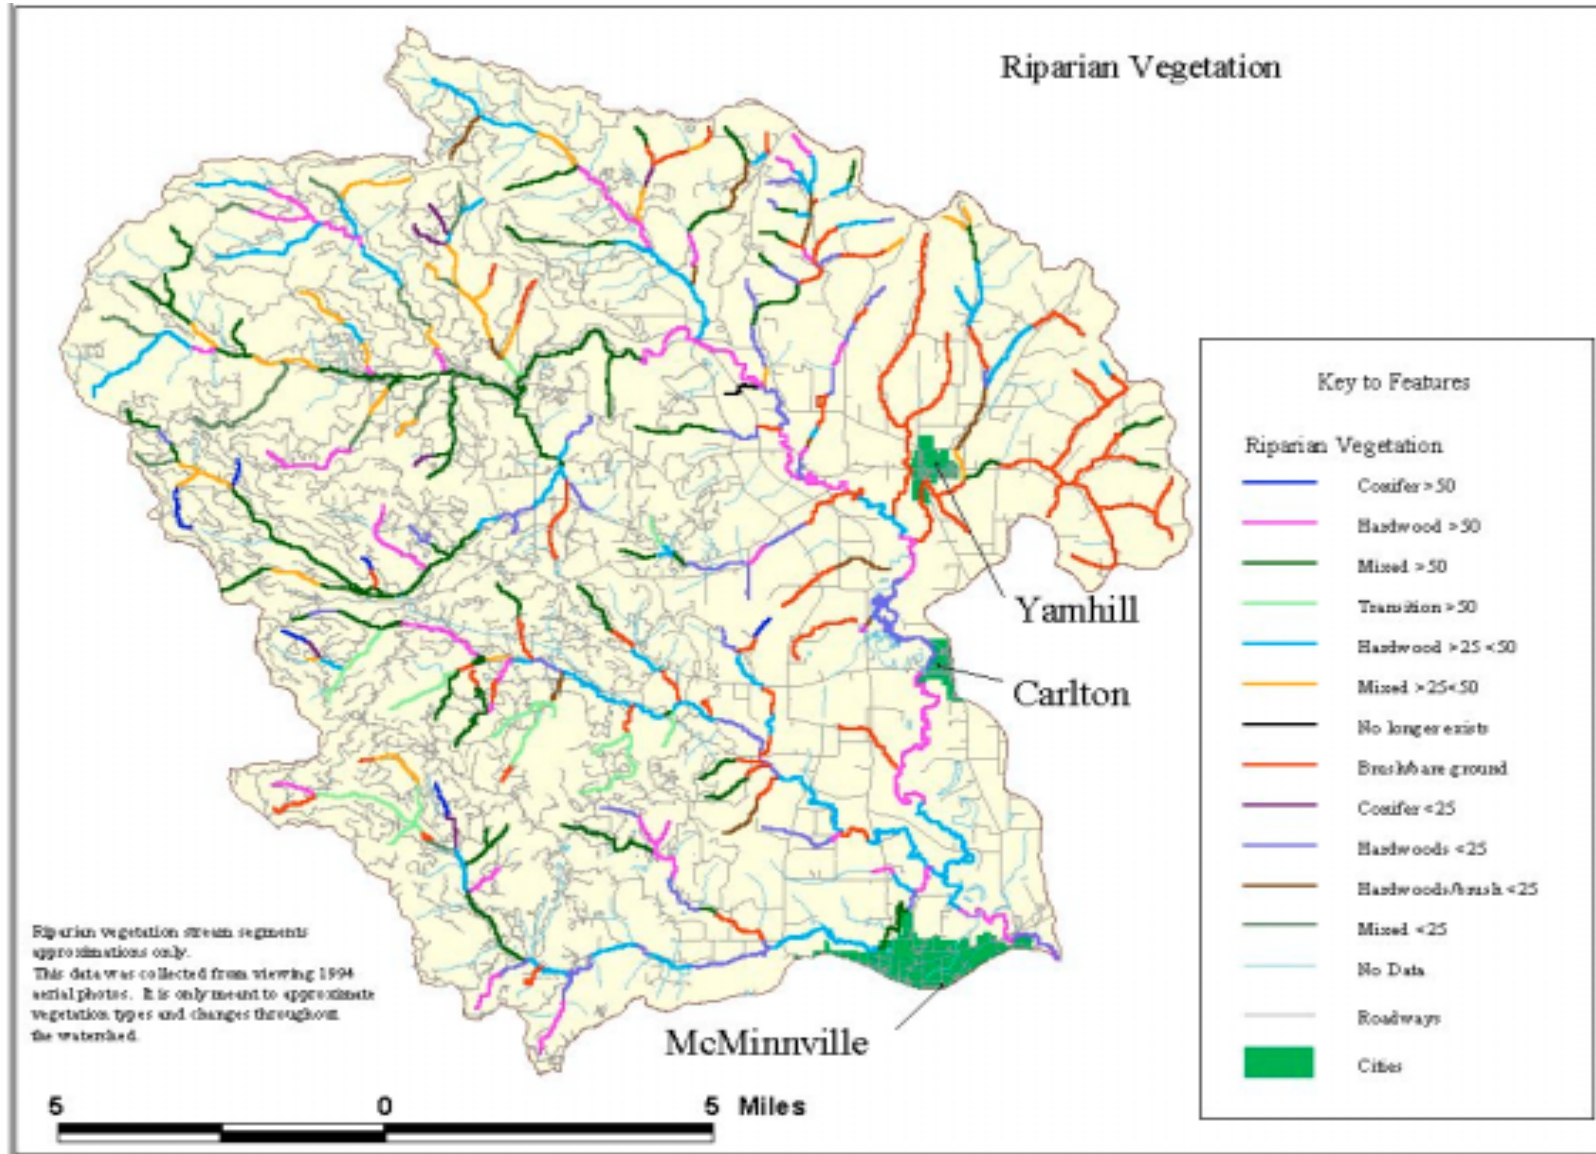 Riparian Vegetation
Key to Features
Riparian Vegetation
Conifer >50
Hardwood >50
Mixed >50
Transition >50
Hardwood >25 <50
Mixed >25<50
No longer exists
Brush/bare ground
Conifer <25
Hardwoods <25
Hardwoods/brush <25
Mixed <25
No Data
Roadways
Cities
Yamhill
Carlton
McMinnville
Riparian vegetation stream segments
approximations only.
This data was collected from viewing 1994
aerial photos. It is only meant to approximate
vegetation types and changes throughout
the watershed.
5 0 5 Miles